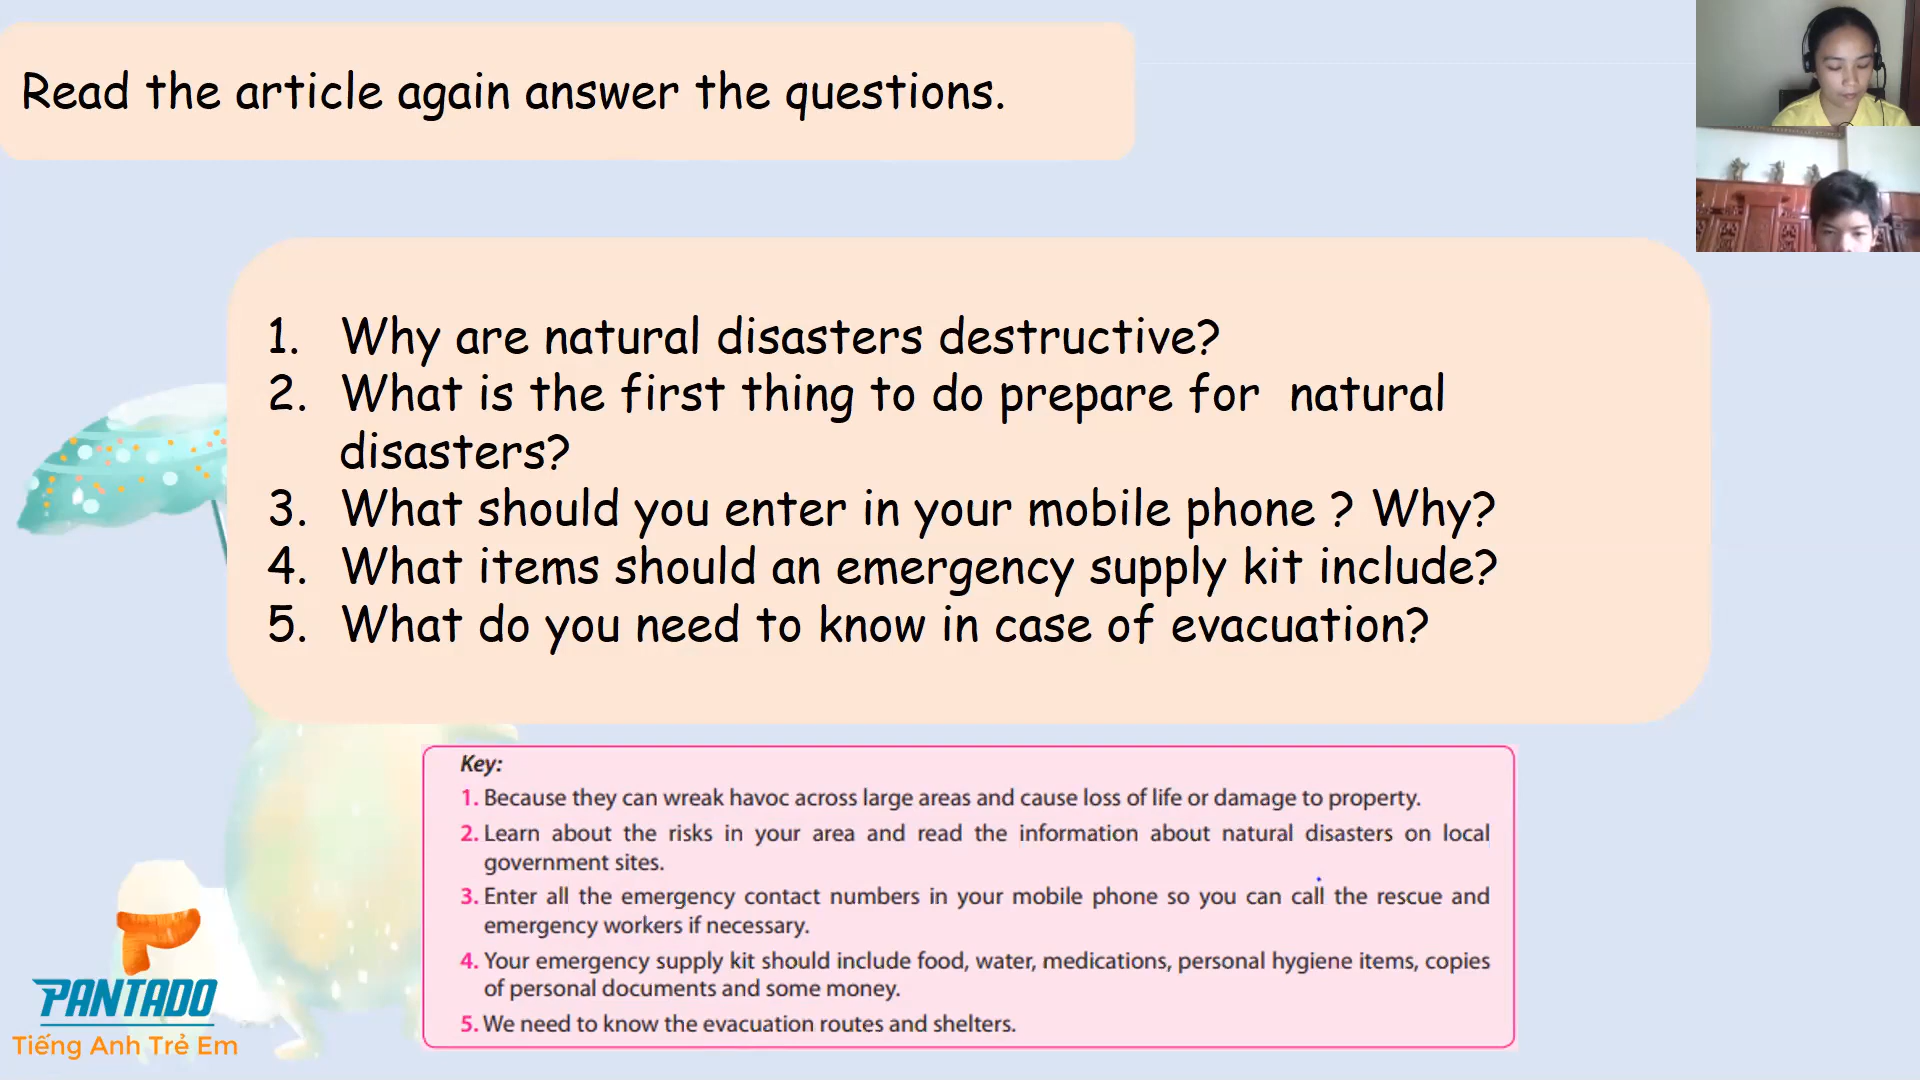 Read the article again answer the questions.
1. Why are natural disasters destructive?
2. What is the first thing to do prepare for natural
disasters?
3. What should you enter in your mobile phone ? Why?
4. What items should an emergency supply kit include?
5. What do you need to know in case of evacuation?
Key:
1. Because they can wreak havoc across large areas and cause loss of life or damage to property.
2. Learn about the risks in your area and read the information about natural disasters on local
government sites.
3. Enter all the emergency contact numbers in your mobile phone so you can call the rescue and
emergency workers if necessary.
4. Your emergency supply kit should include food, water, medications, personal hygiene items, copies
of personal documents and some money.
5. We need to know the evacuation routes and shelters.
PANTADO
Tiếng Anh Trẻ Em